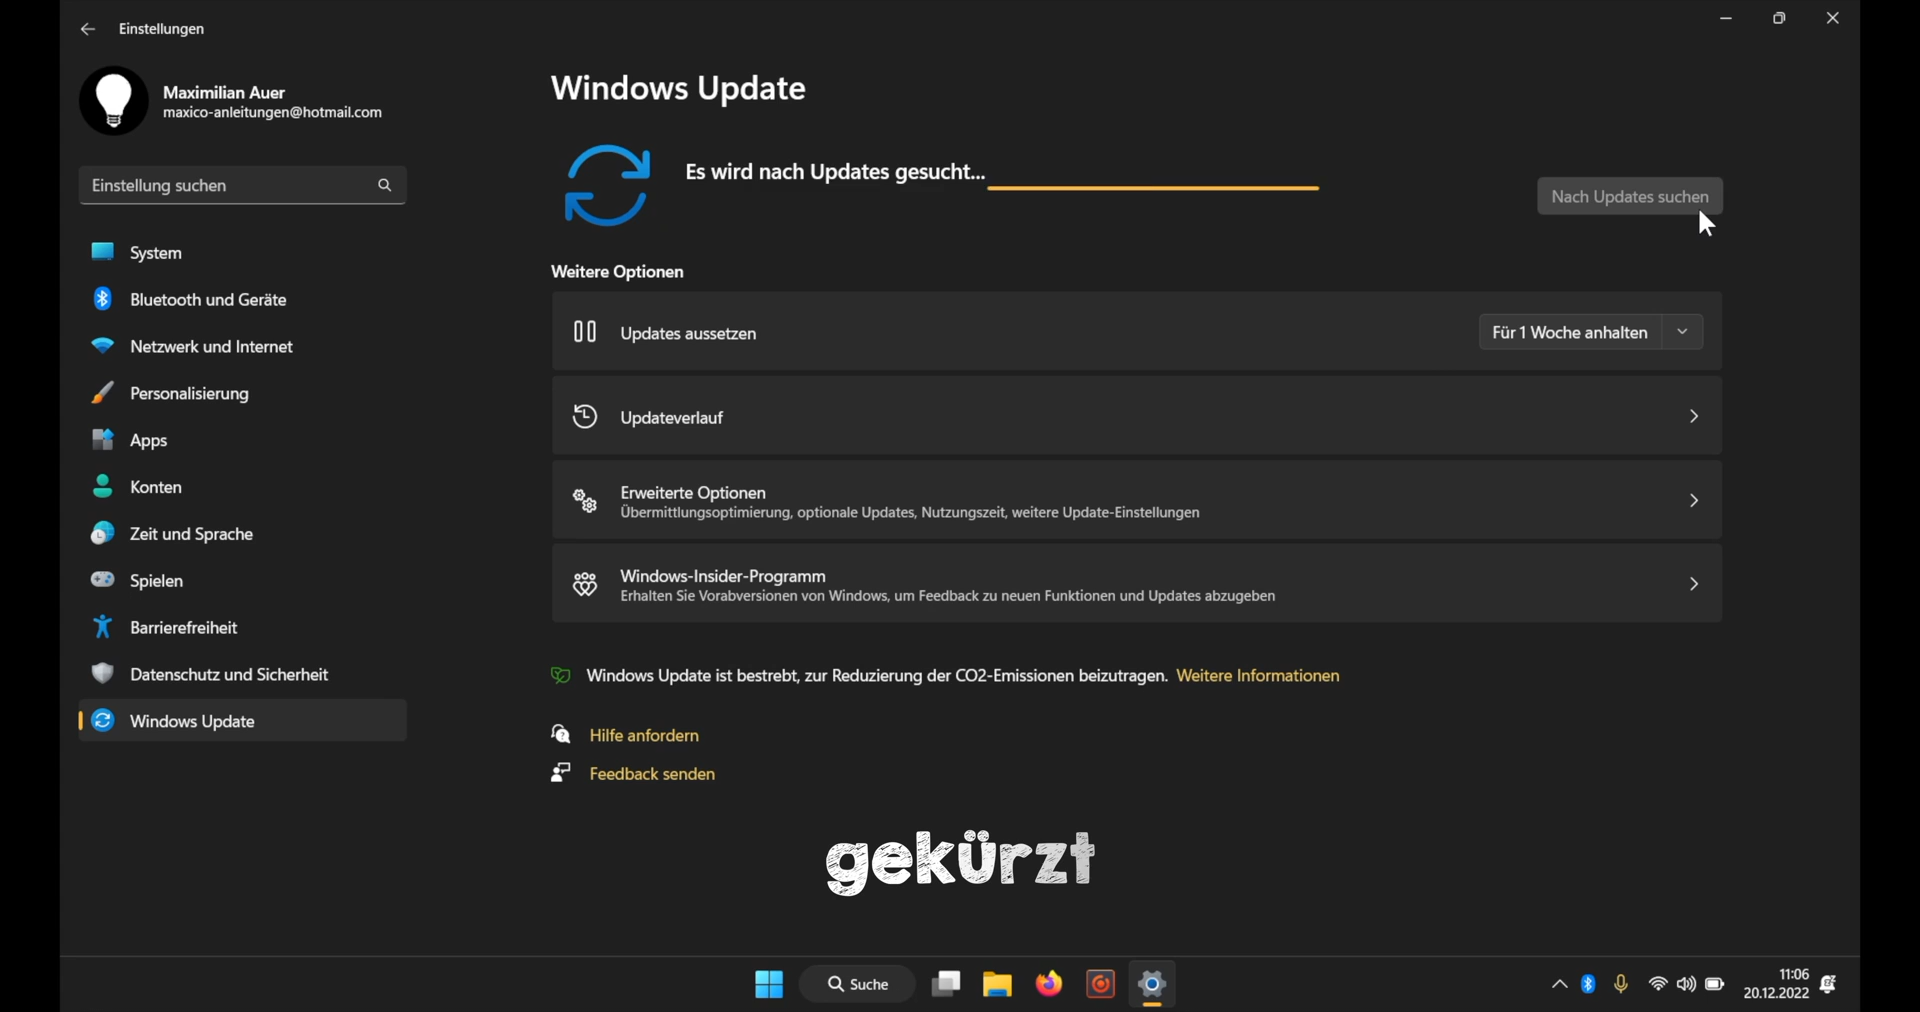 Einstellungen
Maximilian Auer
maxico-anleitungen@hotmail.com
Einstellung suchen
System
Bluetooth und Geräte
Netzwerk und Internet
Personalisierung
Apps
Konten
Zeit und Sprache
Spielen
Barrierefreiheit
Datenschutz und Sicherheit
Windows Update
Windows Update
Es wird nach Updates gesucht...
Nach Updates suchen
Weitere Optionen
Updates aussetzen
Für 1 Woche anhalten
Updateverlauf
Erweiterte Optionen
Übermittlungsoptimierung, optionale Updates, Nutzungszeit, weitere Update-Einstellungen
Windows-Insider-Programm
Erhalten Sie Vorabversionen von Windows, um Feedback zu neuen Funktionen und Updates abzugeben
Windows Update ist bestrebt, zur Reduzierung der CO2-Emissionen beizutragen. Weitere Informationen
Hilfe anfordern
Feedback senden
gekürzt
Suche
11:06
20.12.2022